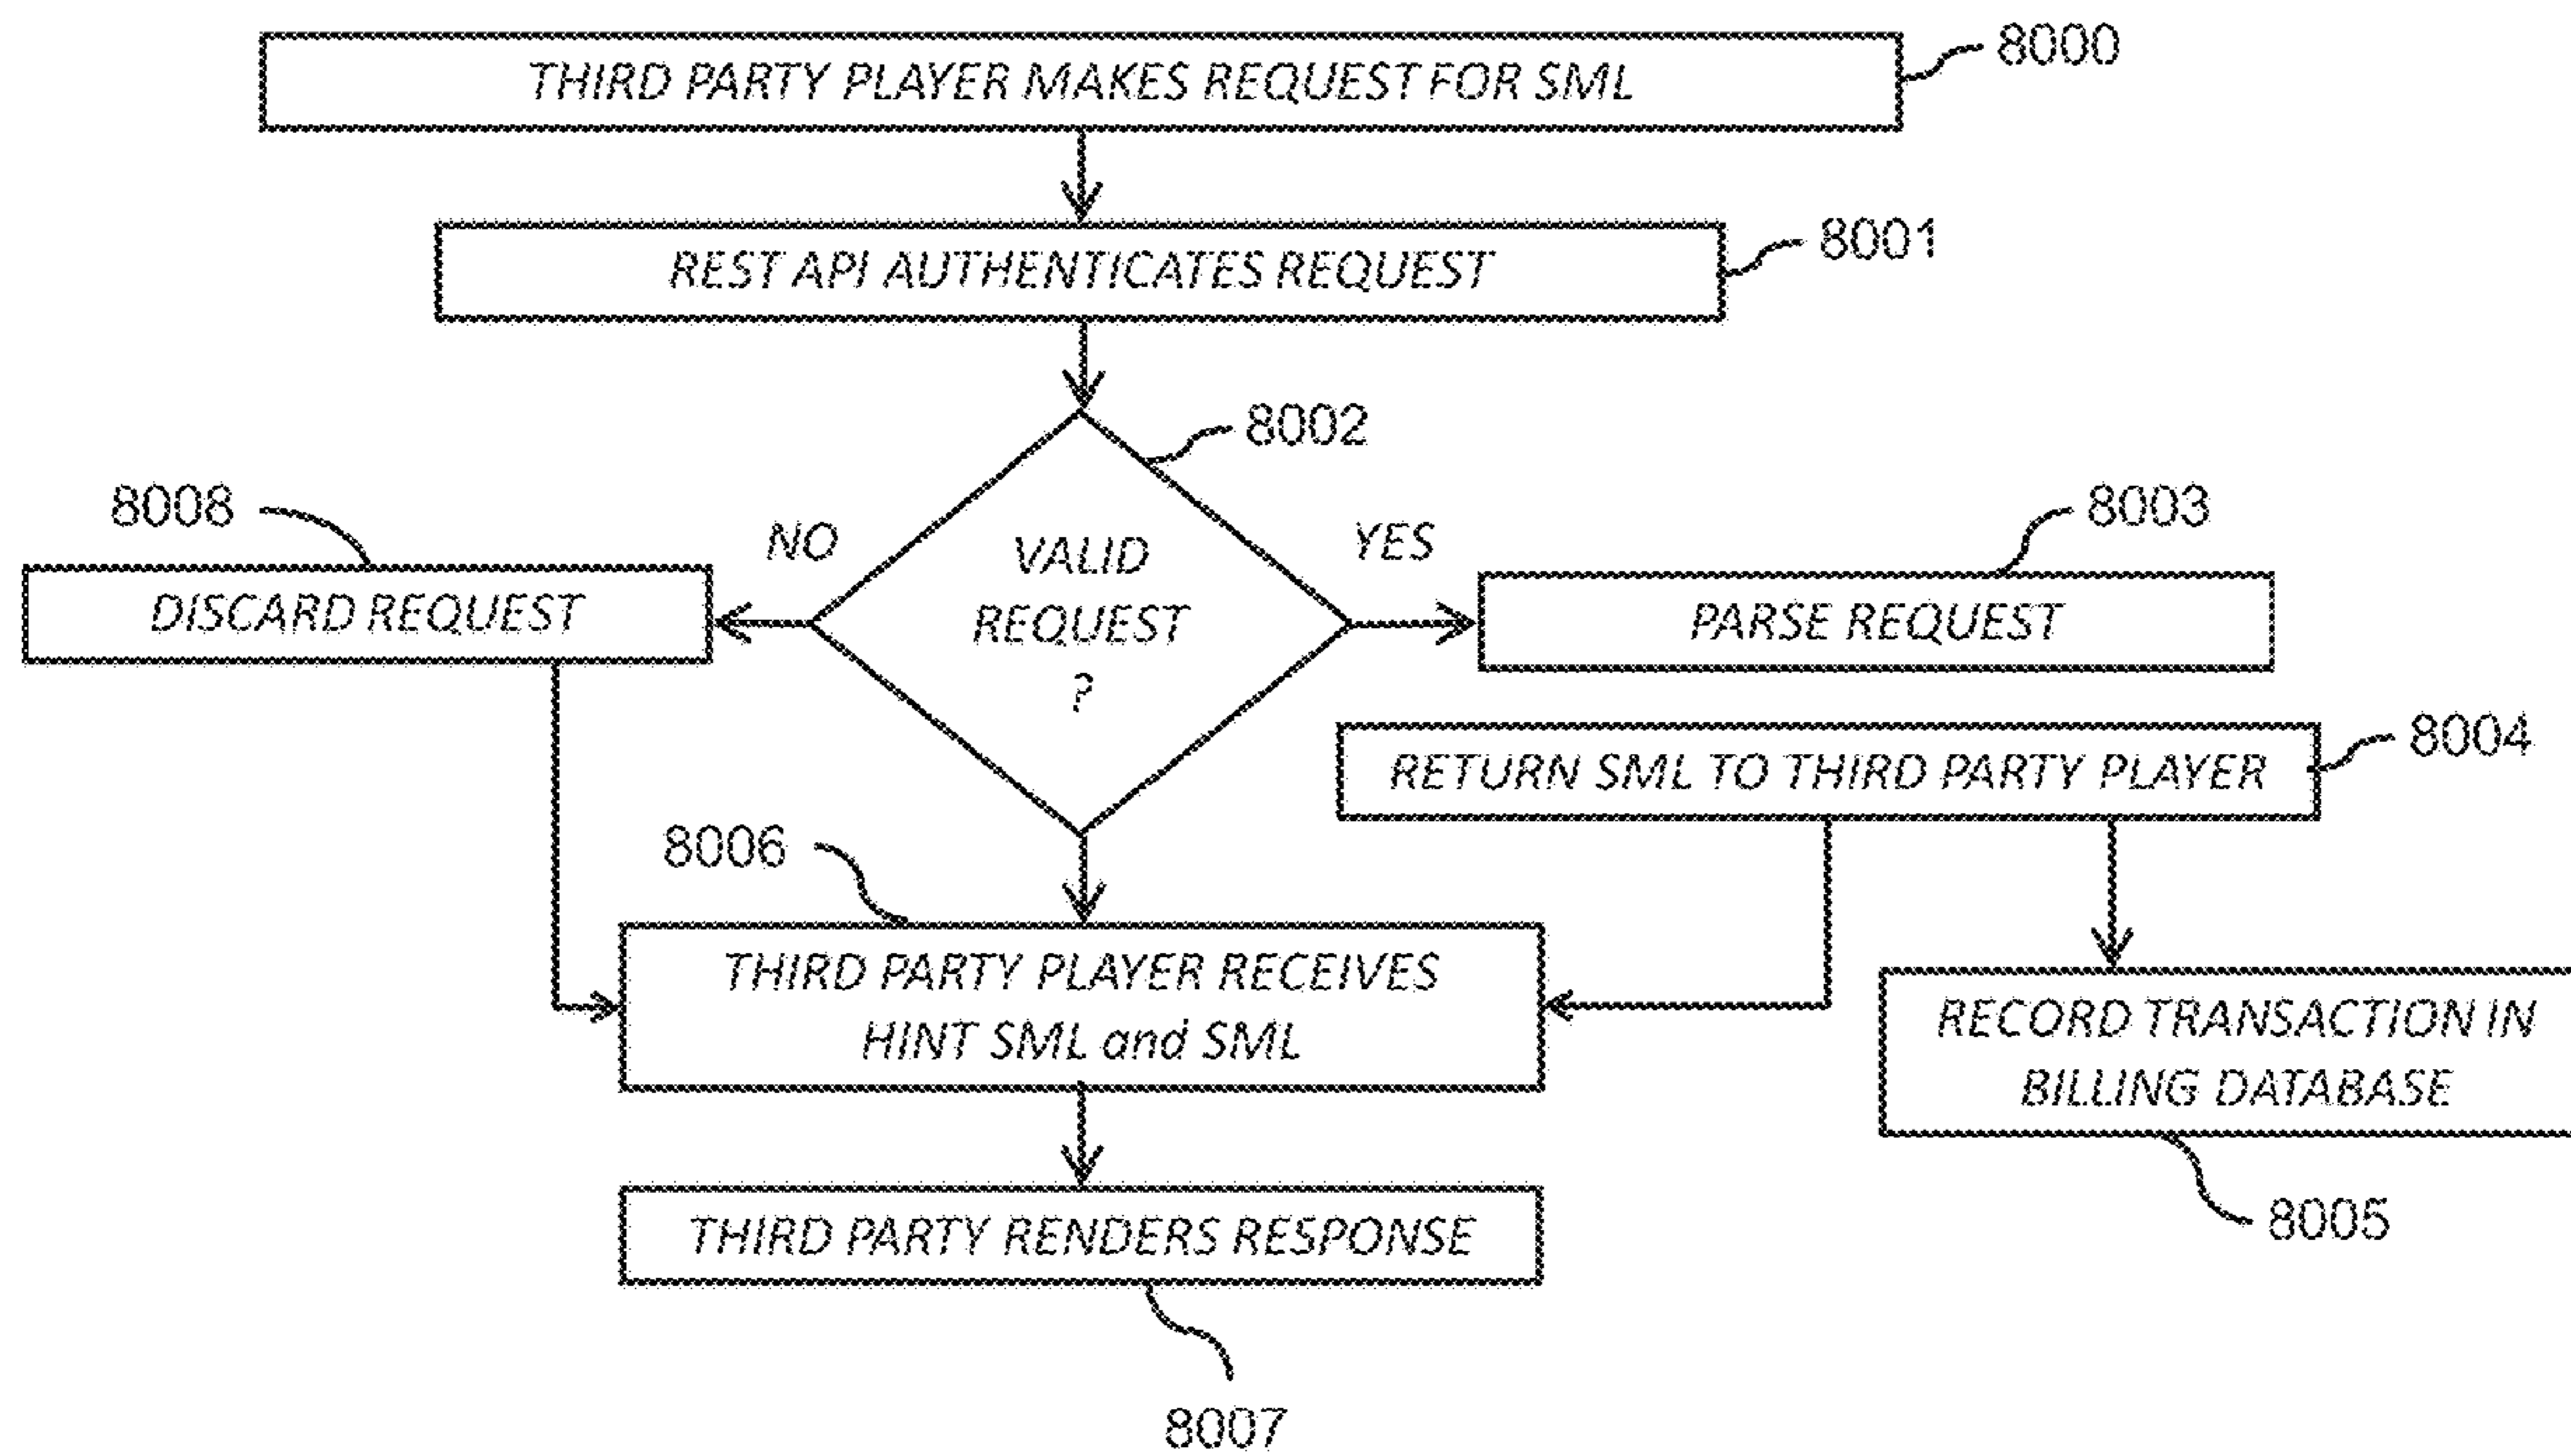 THIRD PARTY PLAYER MAKES REQUEST FOR SML
8000
REST API AUTHENTICATES REQUEST
8001
8002
8008
NO
VALID
REQUEST
?
YES
8003
DISCARD REQUEST
PARSE REQUEST
RETURN SML TO THIRD PARTY PLAYER
8004
8006
THIRD PARTY PLAYER RECEIVES
HINT SML and SML
RECORD TRANSACTION IN
BILLING DATABASE
8005
THIRD PARTY RENDERS RESPONSE
8007